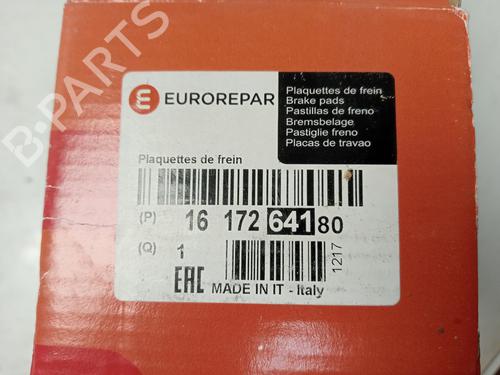 EUROREPAR
Plaquettes de frein
Brake pads
Pastillas de freno
Bremsbelage
Pastiglie freno
Placas de travao
Plaquettes de frein
(P) 16 172 641 80
(Q) 1
1217
EAC
MADE IN IT - Italy
B-PARTS